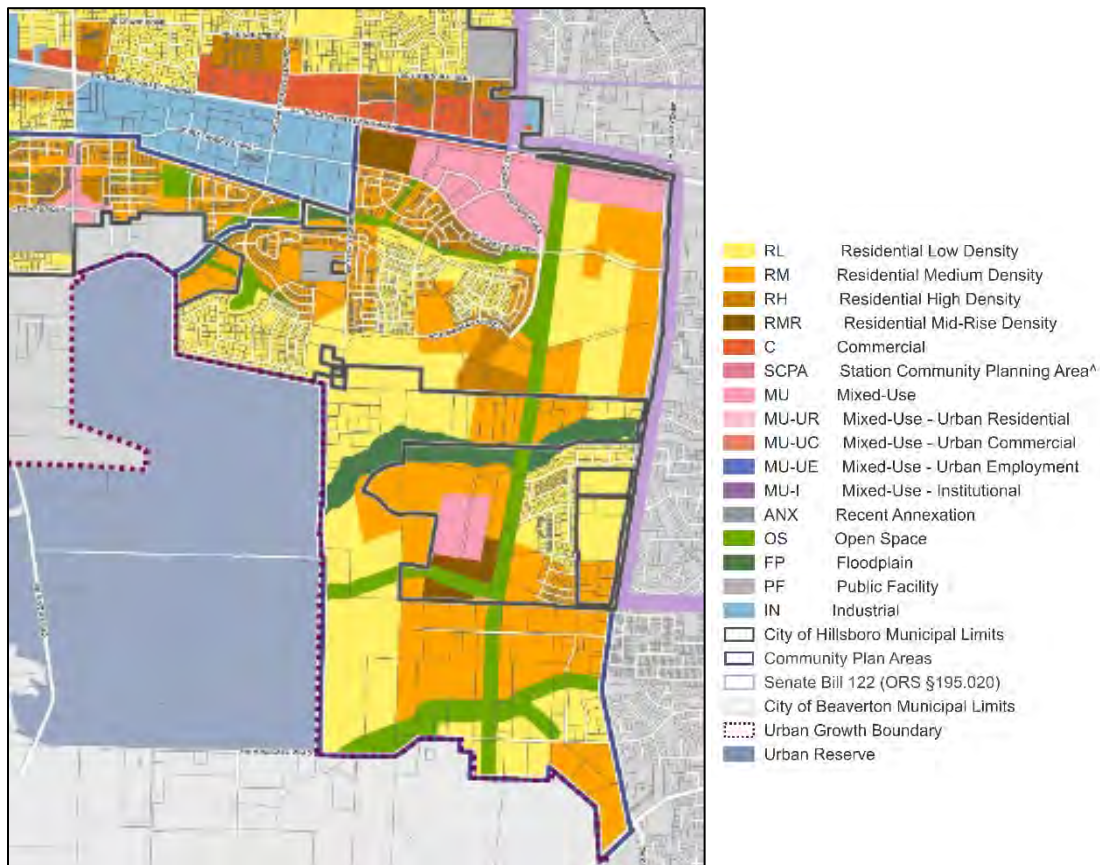 RL Residential Low Density
RM Residential Medium Density
RH Residential High Density
RMR Residential Mid-Rise Density
C Commercial
SCPA Station Community Planning Area^
MU Mixed-Use
MU-UR Mixed-Use - Urban Residential
MU-UC Mixed-Use - Urban Commercial
MU-UE Mixed-Use - Urban Employment
MU-I Mixed-Use - Institutional
ANX Recent Annexation
OS Open Space
FP Floodplain
PF Public Facility
IN Industrial
City of Hillsboro Municipal Limits
Community Plan Areas
Senate Bill 122 (ORS §195.020)
City of Beaverton Municipal Limits
Urban Growth Boundary
Urban Reserve